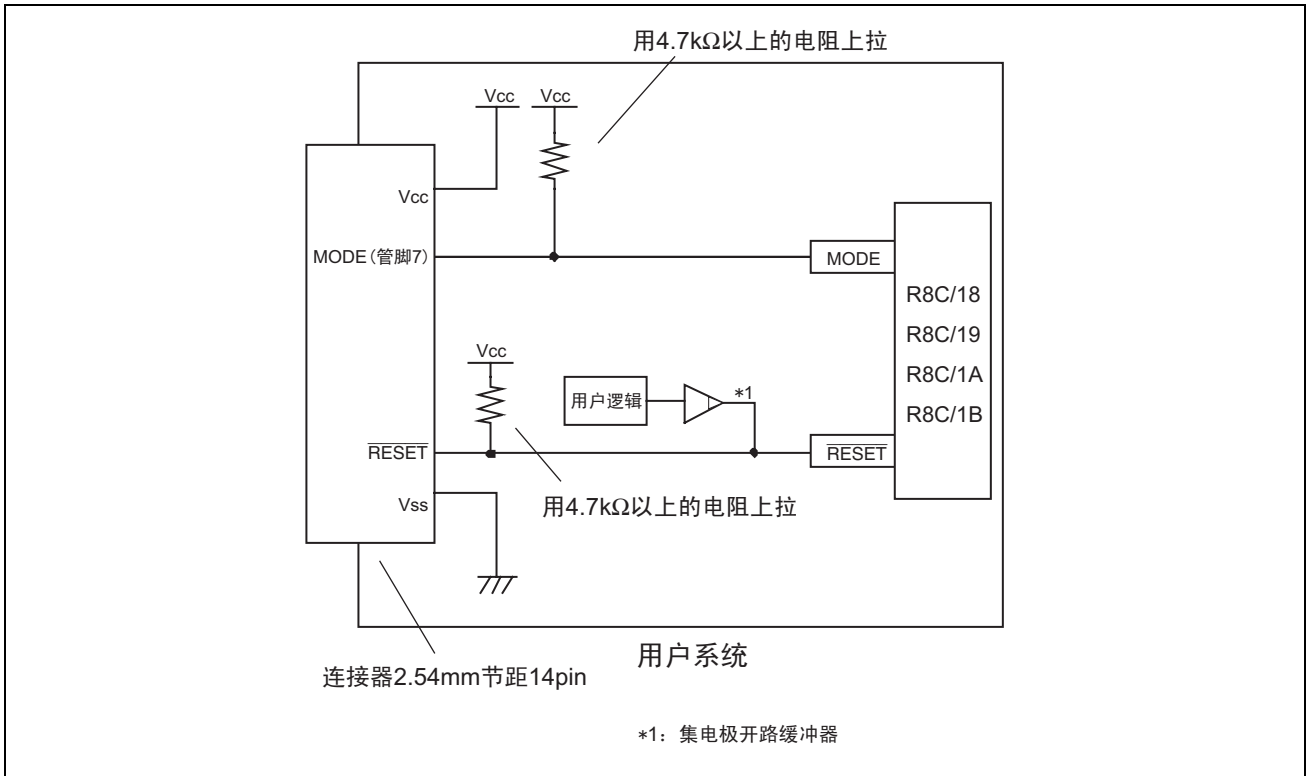 用4.7kΩ以上的电阻上拉
Vcc
Vcc
Vcc
MODE(管脚7)
MODE
R8C/18
R8C/19
R8C/1A
R8C/1B
Vcc
用户逻辑
*1
RESET
RESET
Vss
用4.7kΩ以上的电阻上拉
用户系统
连接器2.54mm节距14pin
*1：集电极开路缓冲器